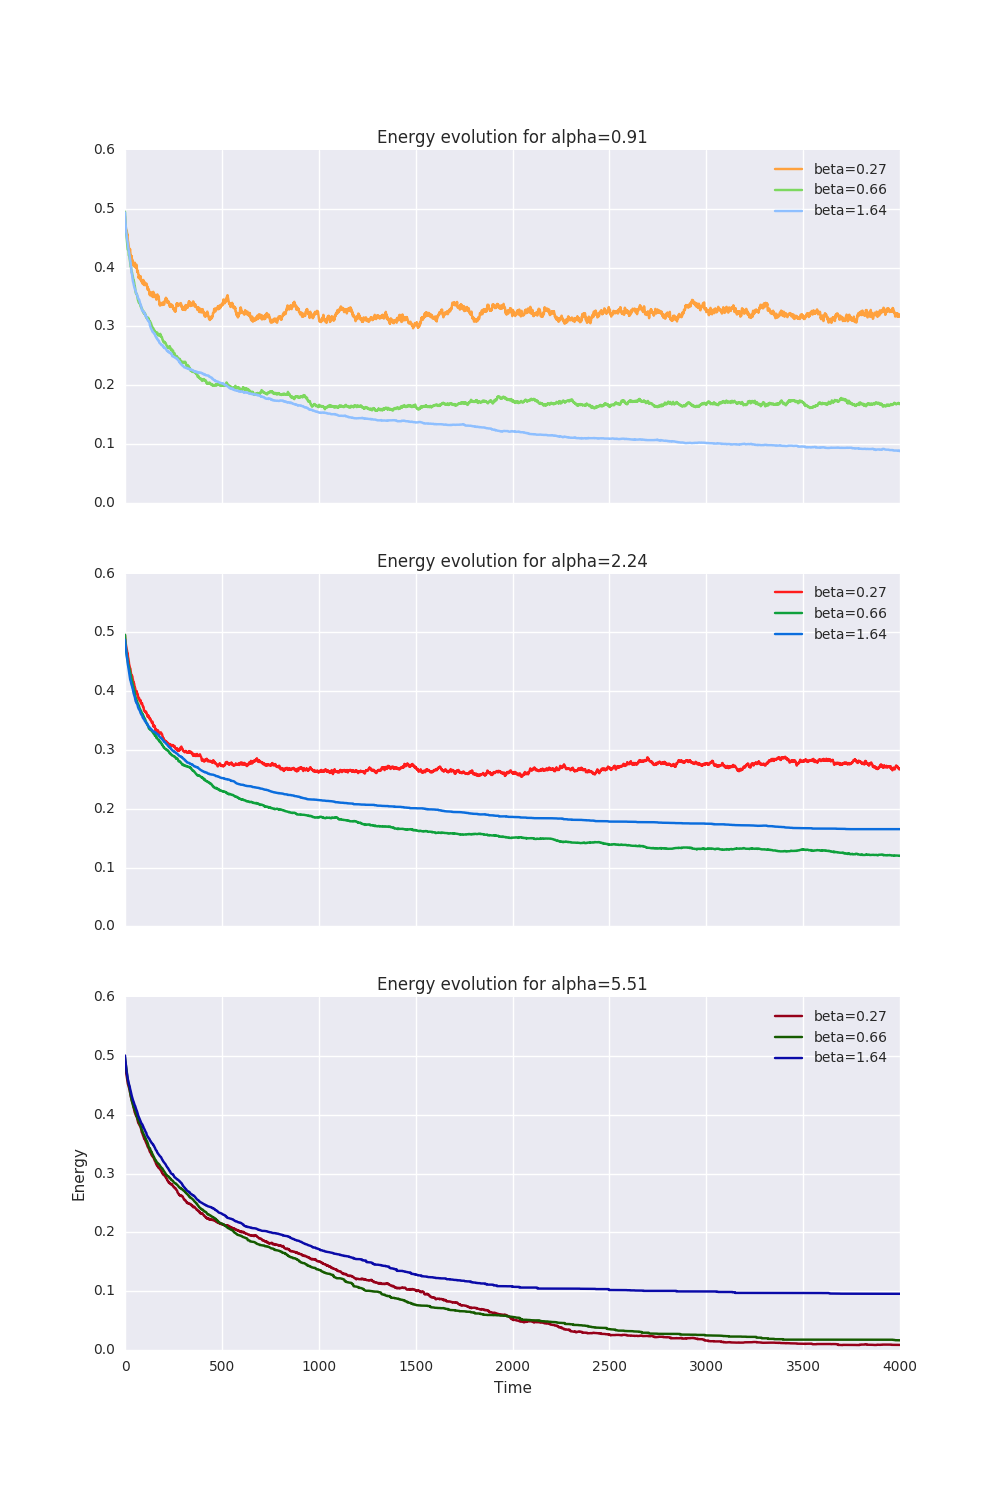 Energy evolution for alpha=0.91
0.6
0.5
0.4
0.3
0.2
0.1
0.0
beta=0.27
beta=0.66
beta=1.64
Energy evolution for alpha=2.24
0.6
0.5
0.4
0.3
0.2
0.1
0.0
beta=0.27
beta=0.66
beta=1.64
Energy evolution for alpha=5.51
0.6
0.5
0.4
0.3
0.2
0.1
0.0
Energy
beta=0.27
beta=0.66
beta=1.64
0 500 1000 1500 2000 2500 3000 3500 4000
Time